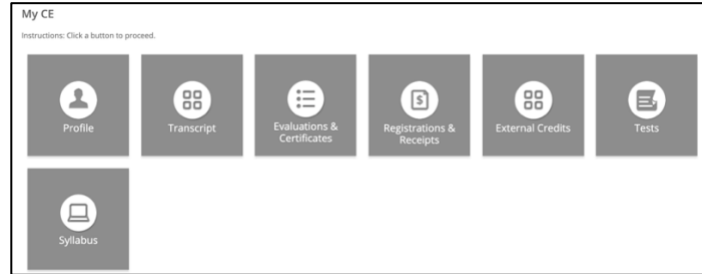 My CE
Instructions: Click a button to proceed.
Profile
Transcript
Evaluations &
Certificates
Registrations &
Receipts
External Credits
Tests
Syllabus